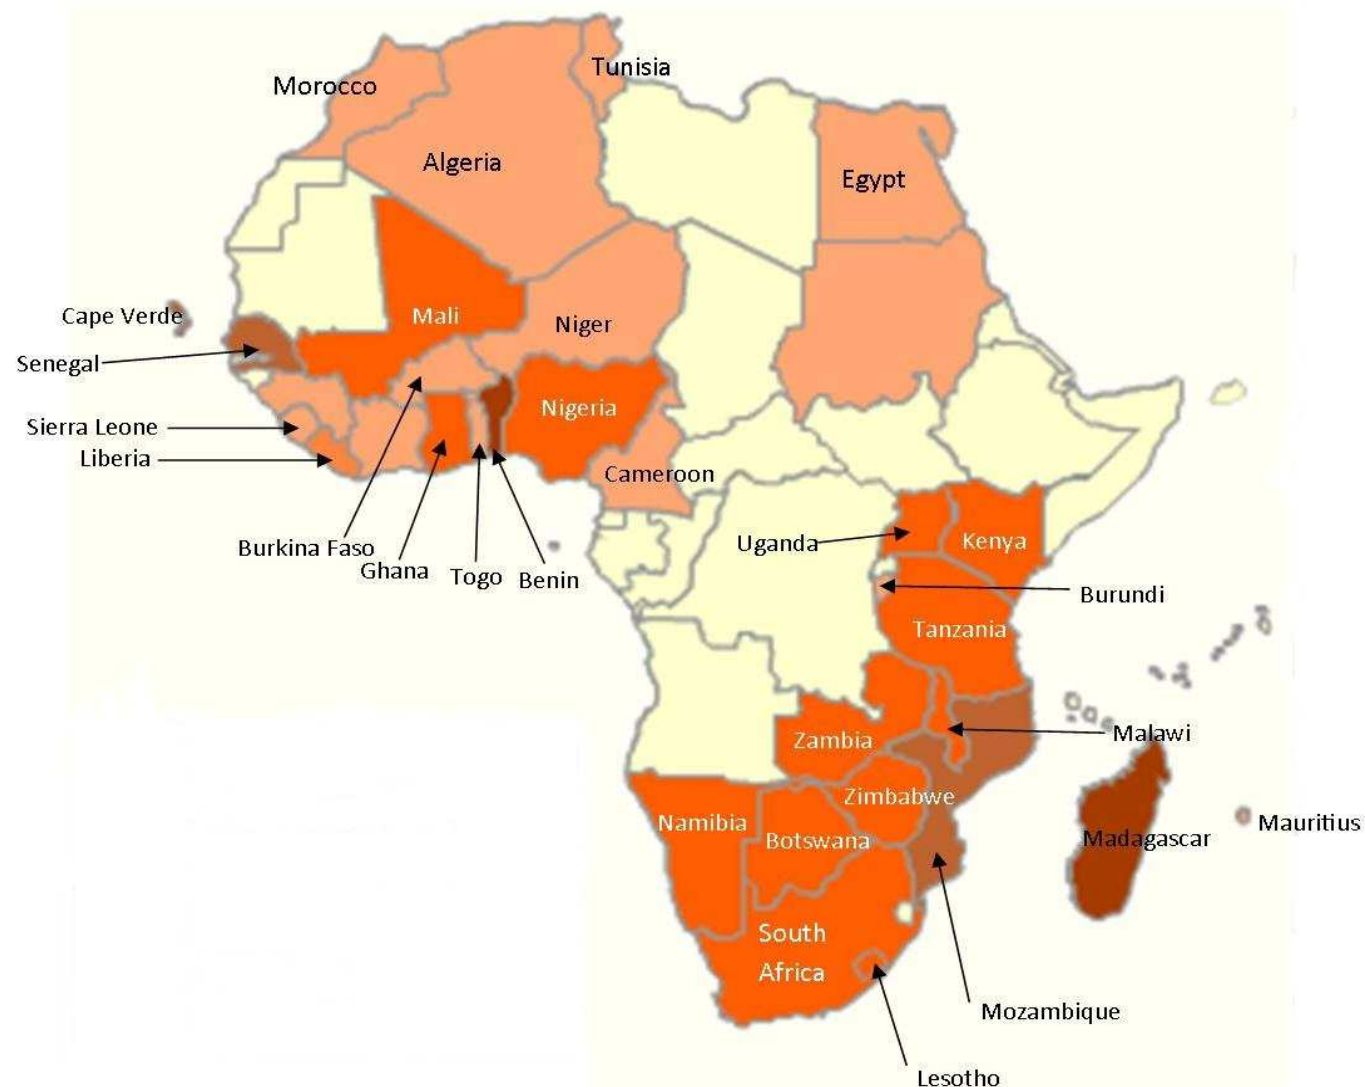 Tunisia
Morocco
Algeria
Egypt
Cape Verde
Mali
Niger
Senegal
Nigeria
Sierra Leone
Liberia
Cameroon
Uganda
Kenya
Burkina Faso
Ghana
Togo
Benin
Burundi
Tanzania
Malawi
Zambia
Zimbabwe
Namibia
Botswana
Madagascar
Mauritius
South
Africa
Mozambique
Lesotho